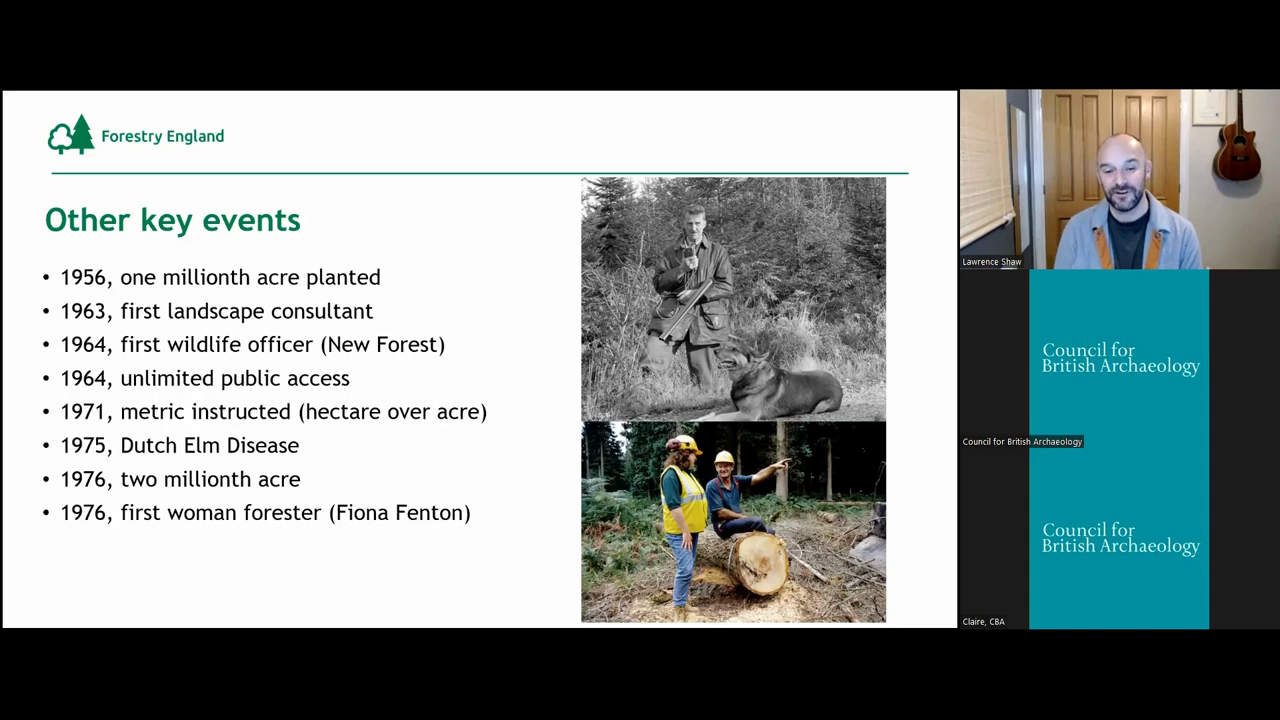 Forestry England
Other key events
• 1956, one millionth acre planted
• 1963, first landscape consultant
• 1964, first wildlife officer (New Forest)
• 1964, unlimited public access
• 1971, metric instructed (hectare over acre)
• 1975, Dutch Elm Disease
• 1976, two millionth acre
• 1976, first woman forester (Fiona Fenton)
Lawrence Shaw
Council for
British Archaeology
Council for British Archaeology
Council for
British Archaeology
Claire, CBA